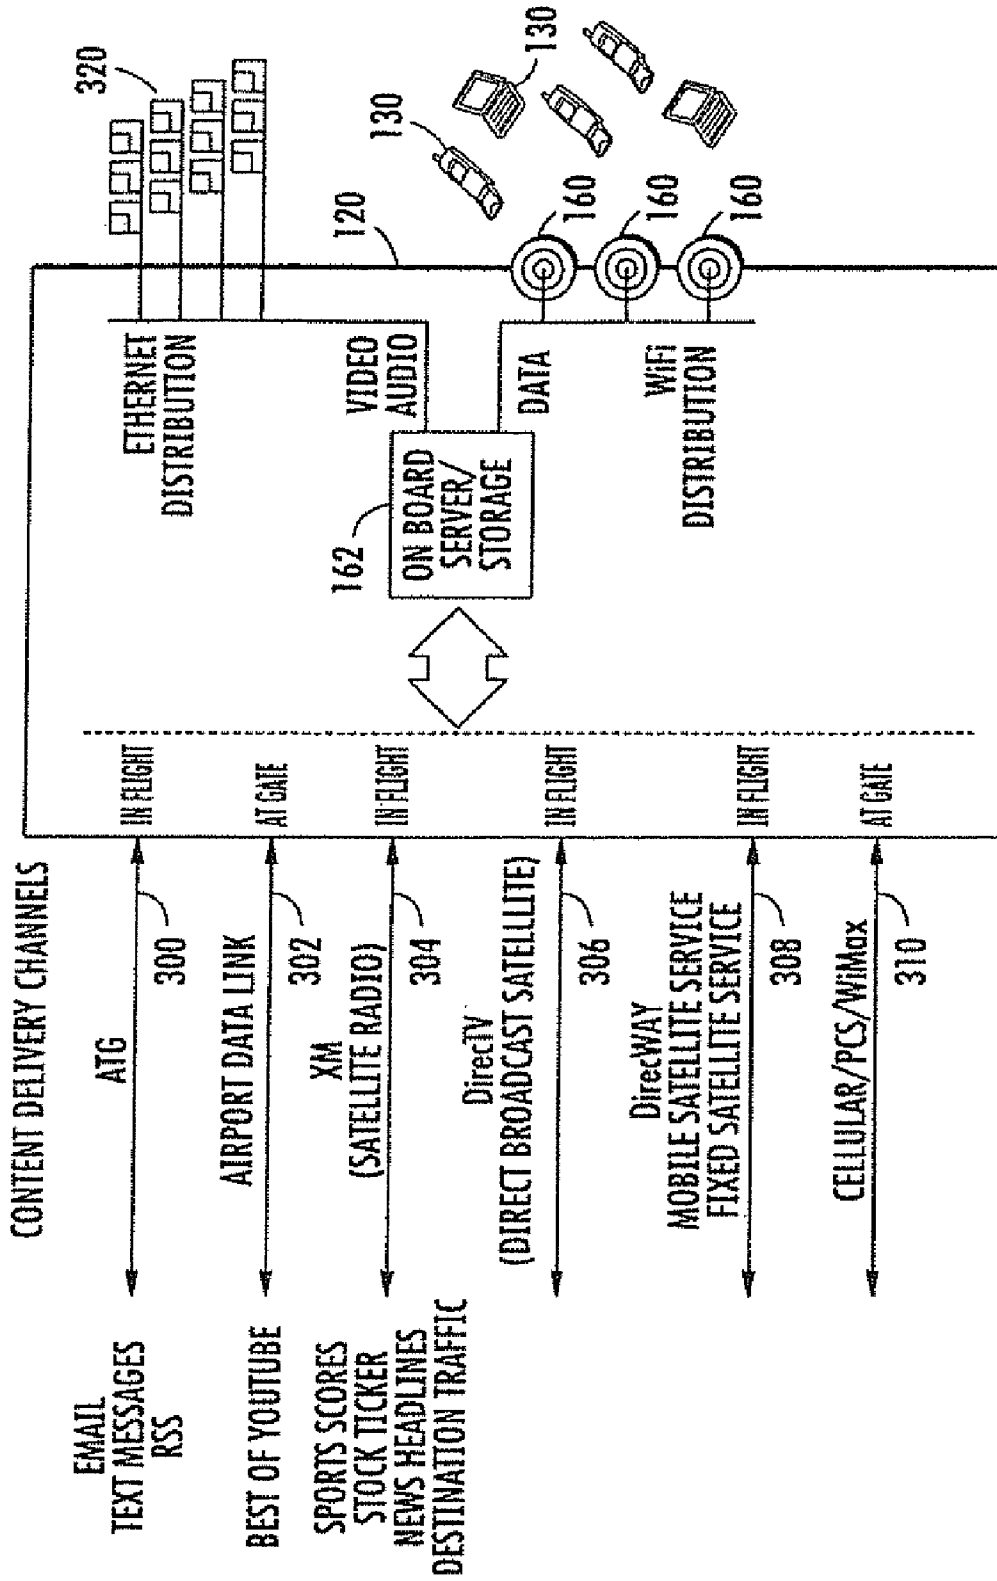 CONTENT DELIVERY CHANNELS
EMAIL
TEXT MESSAGES
RSS
ATG
300
IN FLIGHT
ETHERNET
DISTRIBUTION
320
BEST OF YOUTUBE
AIRPORT DATA LINK
302
AT GATE
SPORTS SCORES
STOCK TICKER
NEWS HEADLINES
DESTINATION TRAFFIC
XM
(SATELLITE RADIO)
304
IN FLIGHT
162
ON BOARD
SERVER/
STORAGE
VIDEO
AUDIO
120
130
130
DirecTV
(DIRECT BROADCAST SATELLLITE)
306
IN FLIGHT
DATA
160
160
160
DirecWAY
MOBILE SATELLITE SERVICE
FIXED SATELLITE SERVICE
308
IN FLIGHT
WiFi
DISTRIBUTION
CELLULAR/PCS/WiMax
310
AT GATE